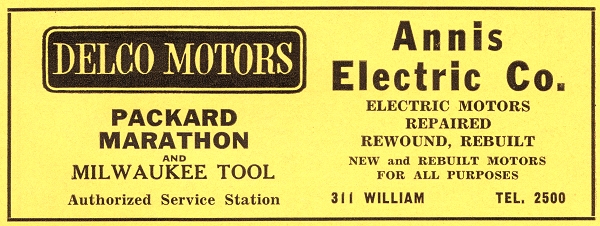 DELCO MOTORS
PACKARD
MARATHON
AND
MILWAUKEE TOOL
Authorized Service Station
Annis
Electric Co.
ELECTRIC MOTORS
REPAIRED
REWOUND, REBUILT
NEW and REBUILT MOTORS
FOR ALL PURPOSES
311 WILLIAM TEL. 2500